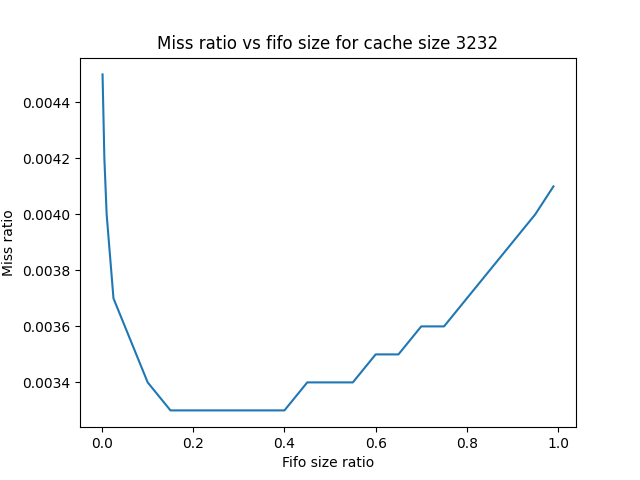 Miss ratio vs fifo size for cache size 3232
Miss ratio
0.0044
0.0042
0.0040
0.0038
0.0036
0.0034
0.0 0.2 0.4 0.6 0.8 1.0
Fifo size ratio